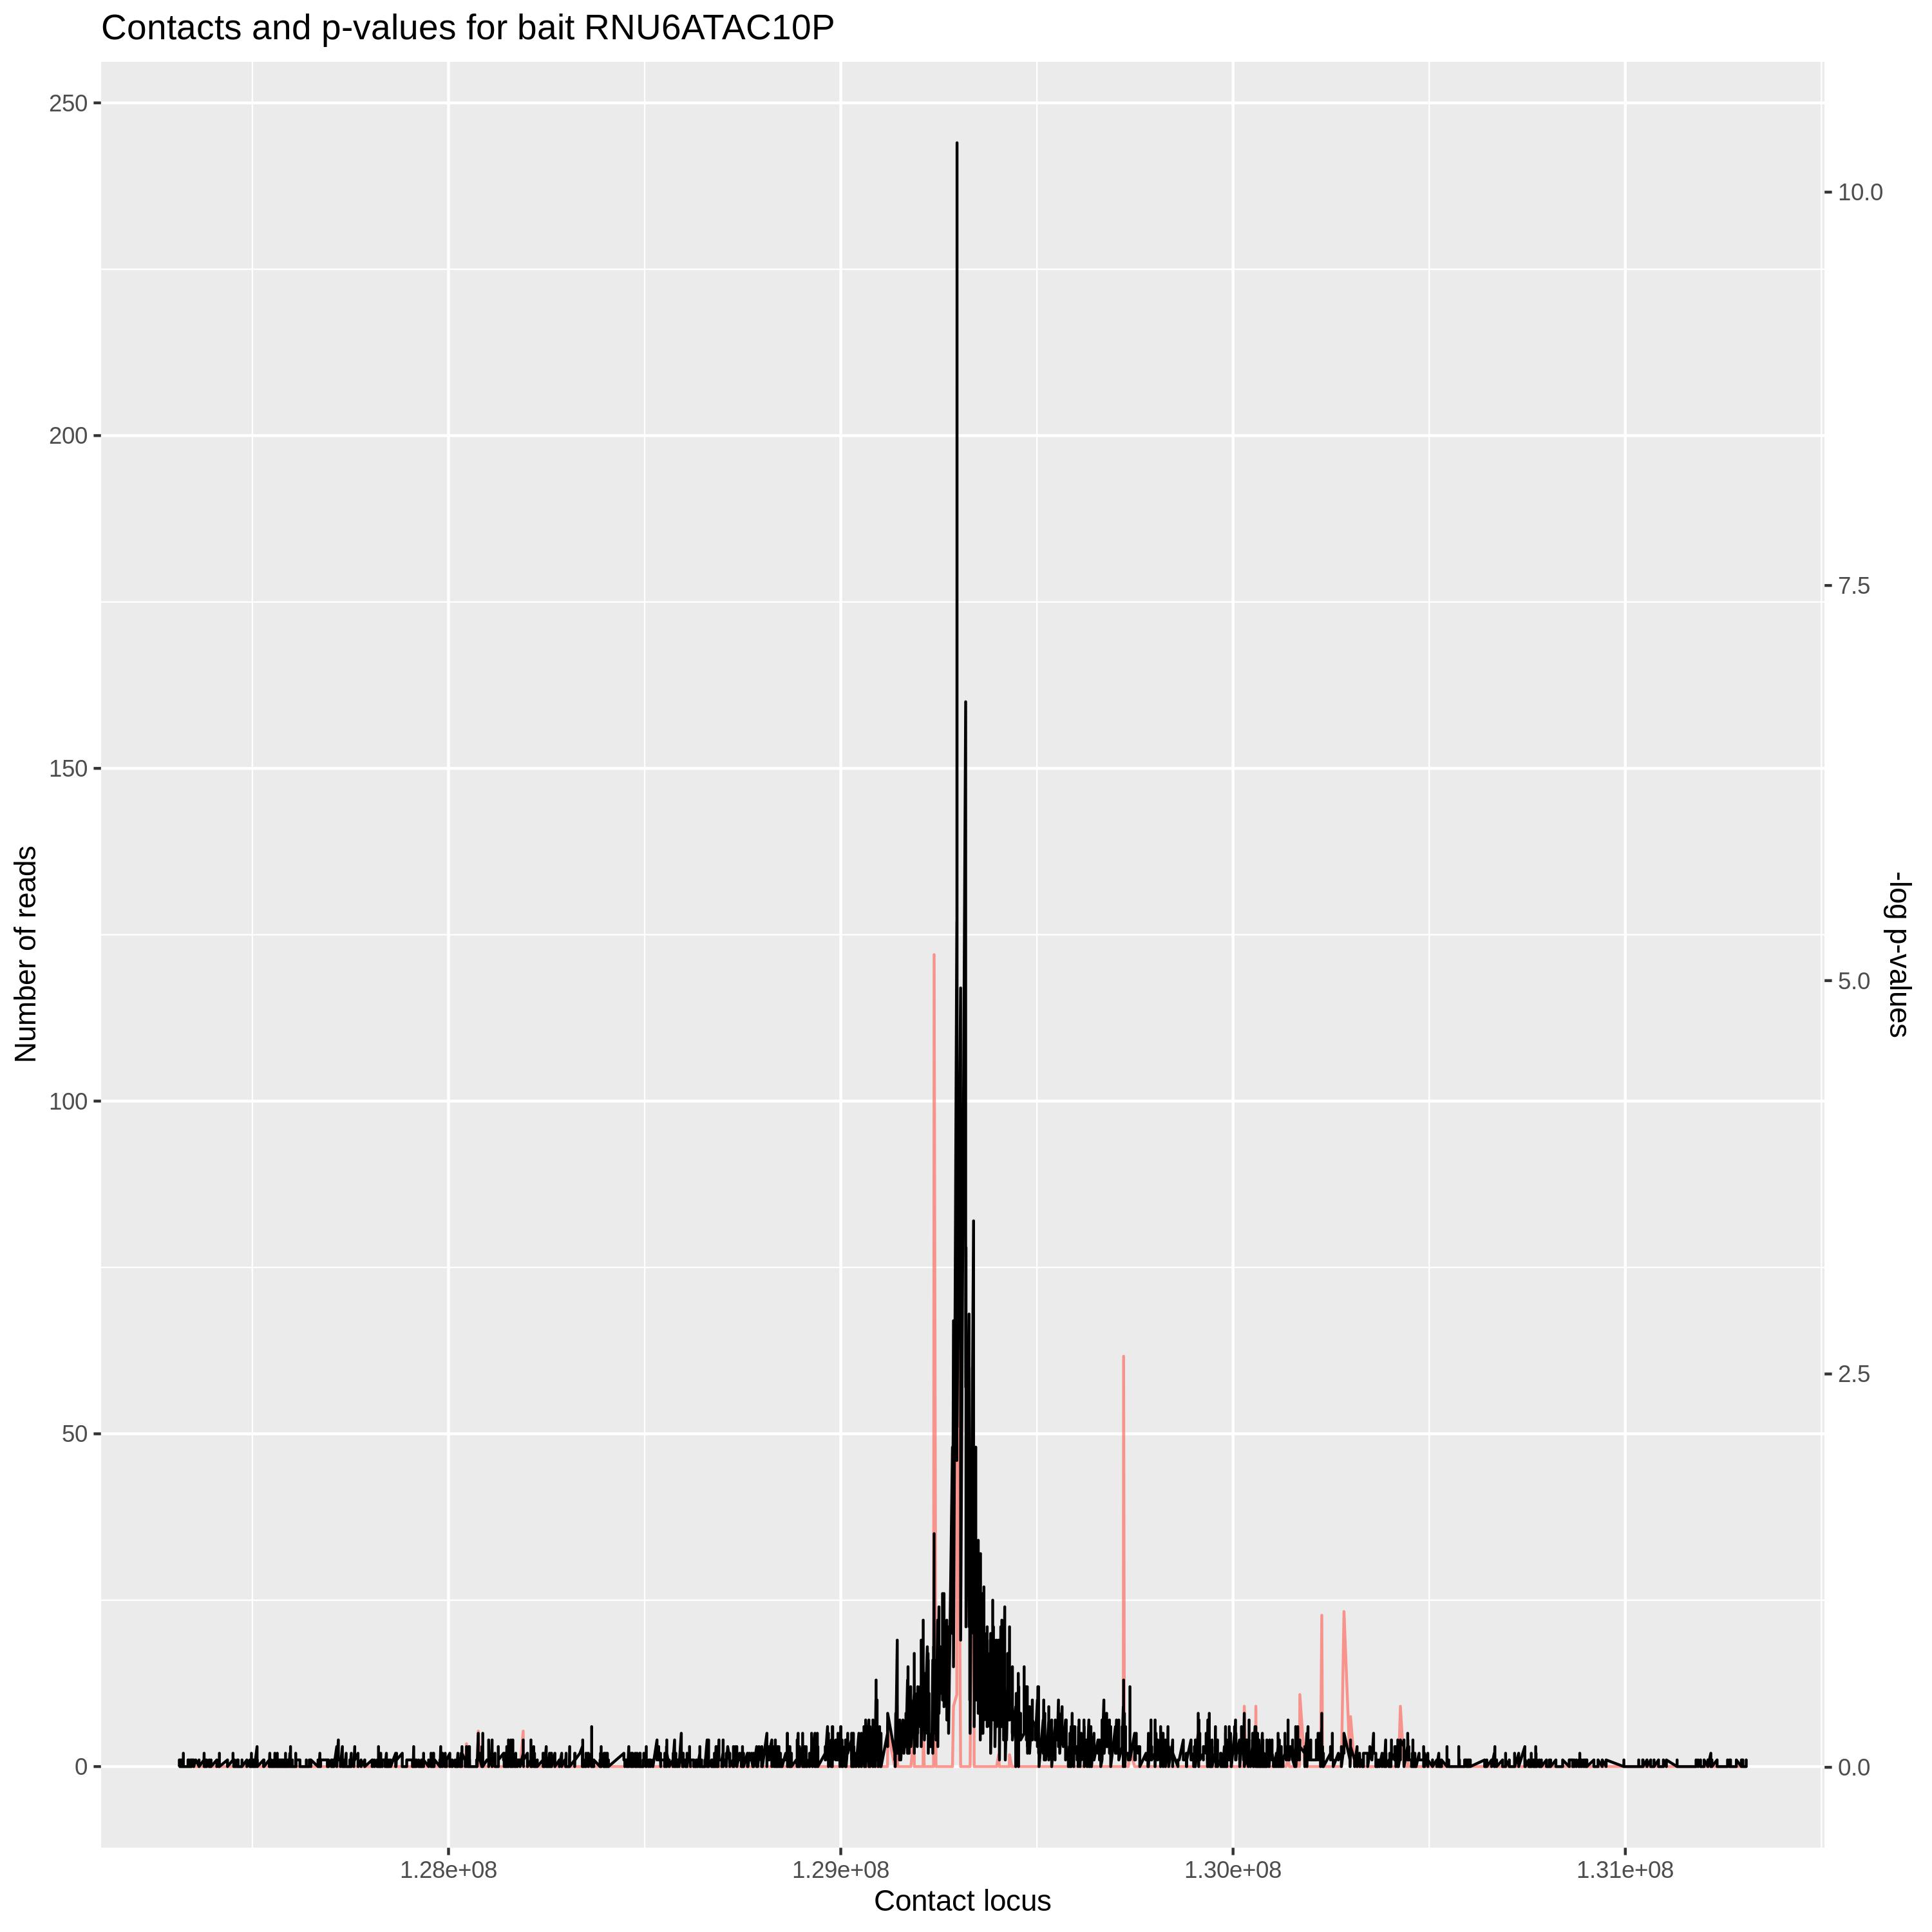 Contacts and p-values for bait RNU6ATAC10P
250
200
150
100
50
0
Number of reads
10.0
7.5
5.0
2.5
0.0
-log p-values
1.28e+08
1.29e+08
1.30e+08
1.31e+08
Contact locus